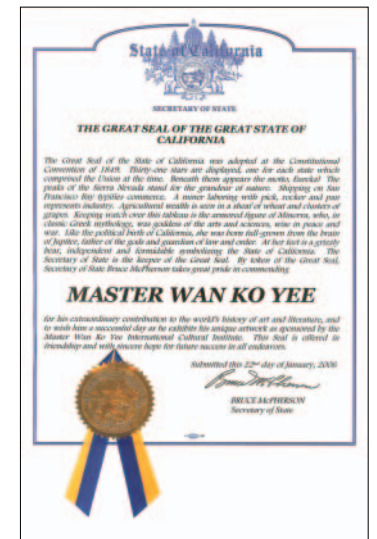 State of California
SECRETARY OF STATE
THE GREAT SEAL OF THE GREAT STATE OF
CALIFORNIA
The Great Seal of the State of California was adopted at the Constitutional
Convention of 1849. Thirty-one stars are displayed, one for each state which
comprised the Union at the time. Beneath them appears the motto, Eureka! The
peaks of the Sierra Nevada stand for the grandeur of nature. Shipping on San
Francisco Bay typifies commerce. A miner laboring with pick, rocker and pan
represents industry. Agricultural wealth is seen in a sheaf of wheat and clusters of
grapes. Keeping watch over this tableau is the armored figure of Minerva, who, in
classic Greek mythology, was goddess of the arts and sciences, wise in peace and
war. Like the political birth of California, she was born full-grown from the brain
of Jupiter, father of the gods and guardian of law and order. At her feet is a grizzly
bear, independent and formidable symbolizing the State of California. The
Secretary of State is the keeper of the Great Seal. By token of the Great Seal,
Secretary of State Bruce McPherson takes great pride in commending
MASTER WAN KO YEE
for his extraordinary contribution to the world's history of art and literature, and
to wish him a successful day as he exhibits his unique artwork as sponsored by the
Master Wan Ko Yee International Cultural Institute. This Seal is offered in
friendship and with sincere hope for future success in all endeavors.
Submitted this 22nd day of January, 2006
Bruce McPherson
BRUCE McPHERSON
Secretary of State